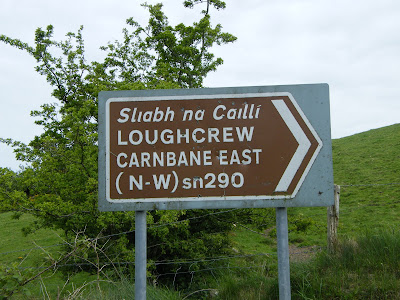 Sliabh na Caillí
LOUGHCREW
CARNBANE EAST
(N-W) sn290